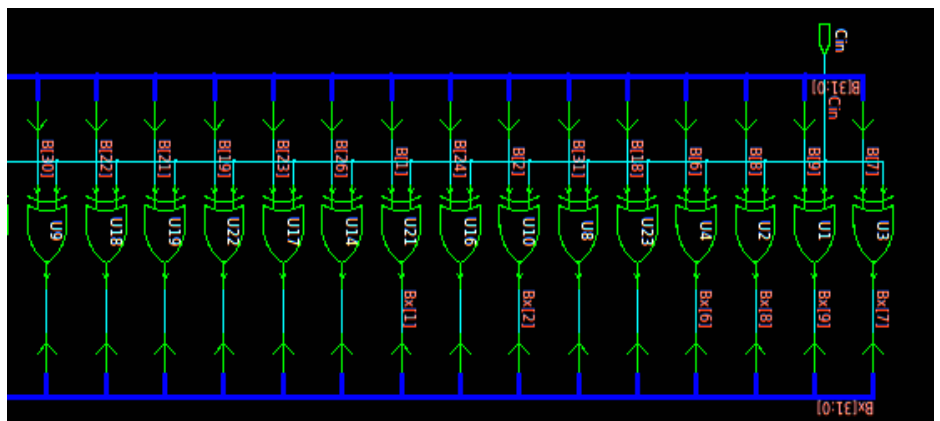 Cin
B[31:0]
Cin
B[30]
B[22]
B[21]
B[19]
B[23]
B[26]
B[1]
B[24]
B[2]
B[31]
B[18]
B[6]
B[8]
B[9]
B[7]
U9
U18
U19
U22
U17
U14
U21
U16
U10
U8
U23
U4
U2
U1
U3
Bx[1]
Bx[2]
Bx[6]
Bx[8]
Bx[9]
Bx[7]
Bx[31:0]